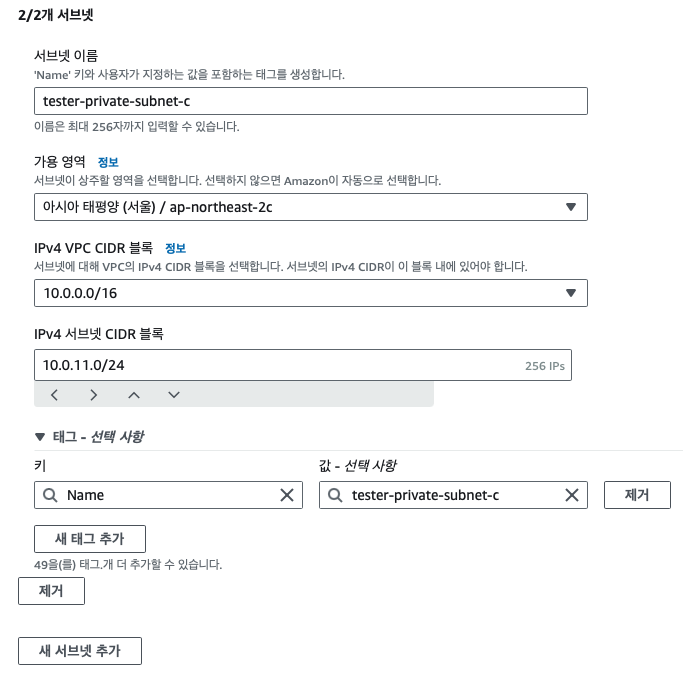 2/2개 서브넷
서브넷 이름
'Name' 키와 사용자가 지정하는 값을 포함하는 태그를 생성합니다.
tester-private-subnet-c
이름은 최대 256자까지 입력할 수 있습니다.
가용 영역 정보
서브넷이 상주할 영역을 선택합니다. 선택하지 않으면 Amazon이 자동으로 선택합니다.
아시아 태평양 (서울) / ap-northeast-2c
IPv4 VPC CIDR 블록 정보
서브넷에 대해 VPC의 IPv4 CIDR 블록을 선택합니다. 서브넷의 IPv4 CIDR이 이 블록 내에 있어야 합니다.
10.0.0.0/16
IPv4 서브넷 CIDR 블록
10.0.11.0/24 256 IPs
태그 - 선택 사항
키 값 - 선택 사항
Name tester-private-subnet-c 제거
새 태그 추가
49을(를) 태그.개 더 추가할 수 있습니다.
제거
새 서브넷 추가